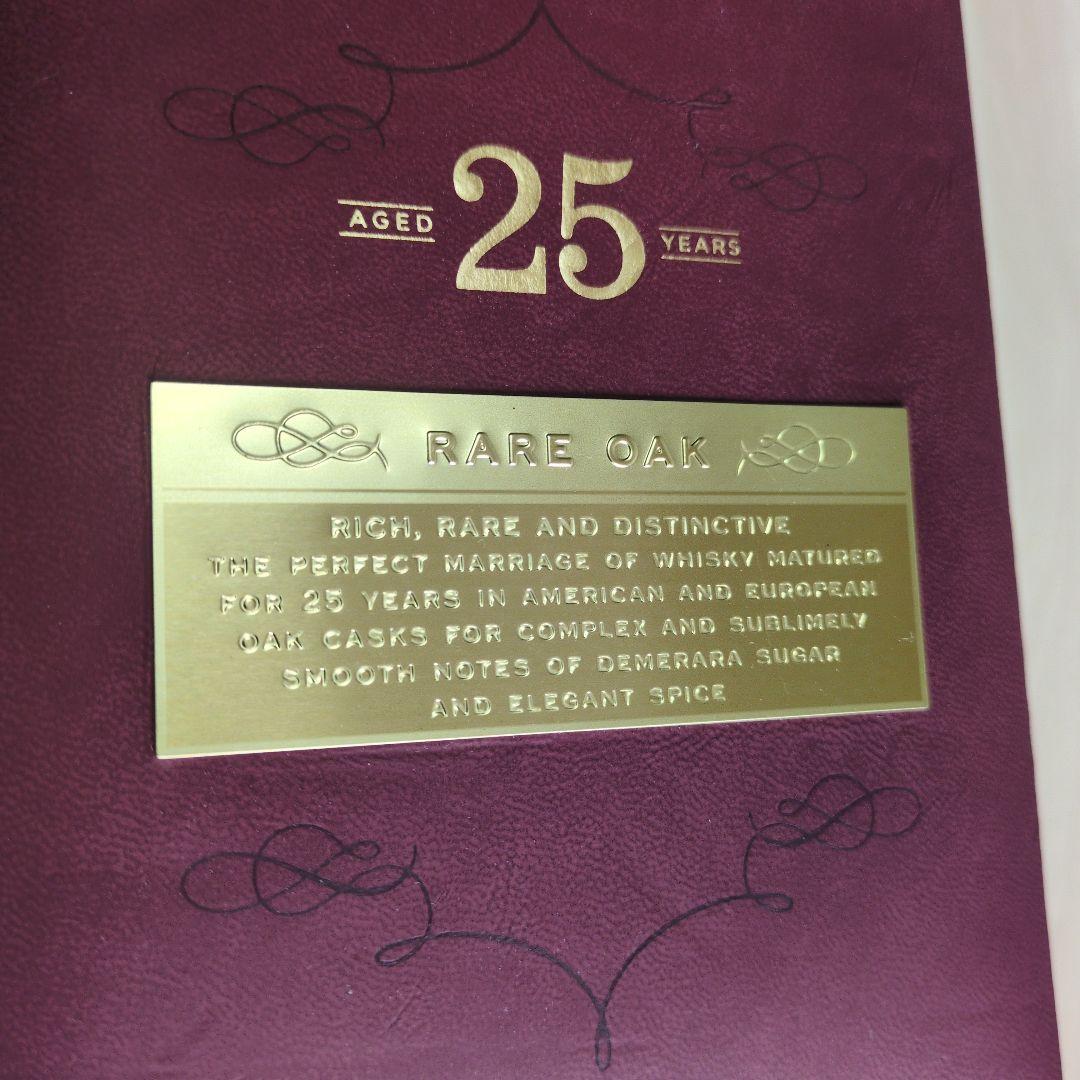 AGED 25 YEARS
RARE OAK
RICH, RARE AND DISTINCTIVE
THE PERFECT MARRIAGE OF WHISKY MATURED
FOR 25 YEARS IN AMERICAN AND EUROPEAN
OAK CASKS FOR COMPLEX AND SUBLIMELY
SMOOTH NOTES OF DEMERARA SUGAR
AND ELEGANT SPICE